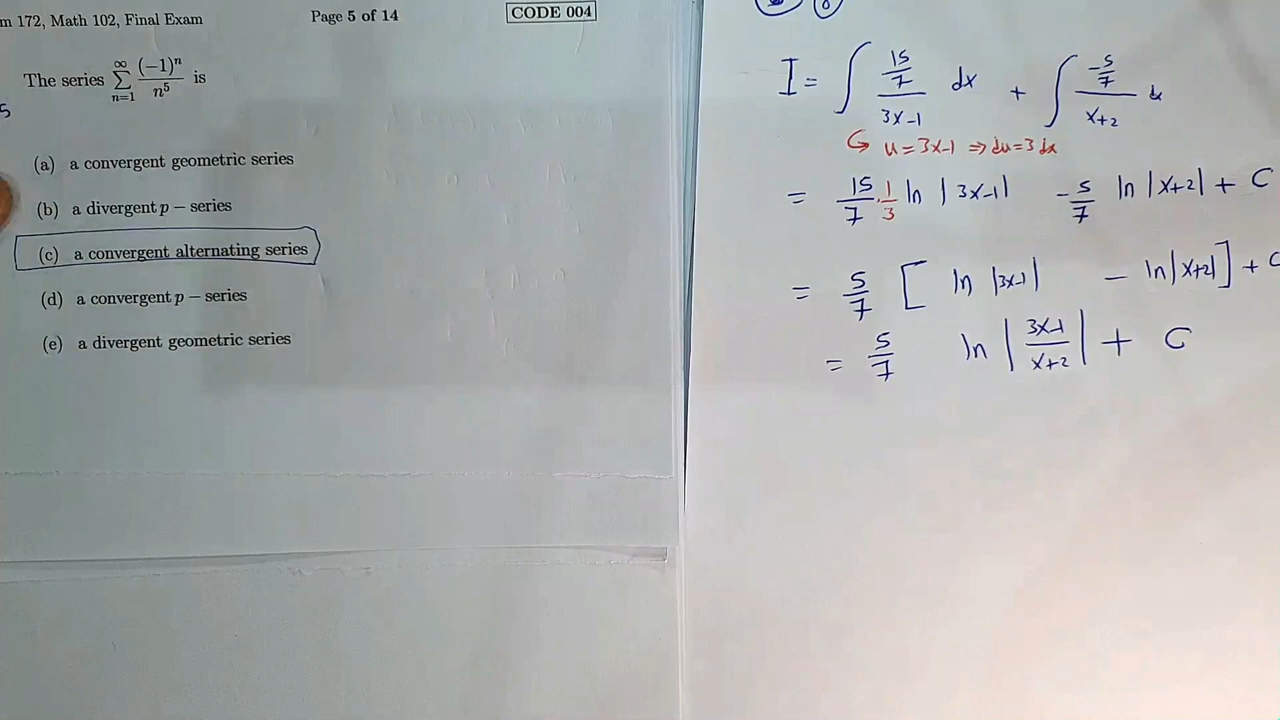 m 172, Math 102, Final Exam Page 5 of 14 CODE 004
The series ∑_{n=1}^{∞} (-1)^n / n^5 is
5
(a) a convergent geometric series
(b) a divergent p − series
(c) a convergent alternating series
(d) a convergent p − series
(e) a divergent geometric series
I = ∫ (15/7)/(3x-1) dx + ∫ (-5/7)/(x+2) dx
u = 3x-1 ⇒ du = 3 dx
= 15/7 · 1/3 ln |3x-1| - 5/7 ln |x+2| + C
= 5/7 [ ln |3x-1| - ln |x+2| ] + C
= 5/7 ln | (3x-1)/(x+2) | + C